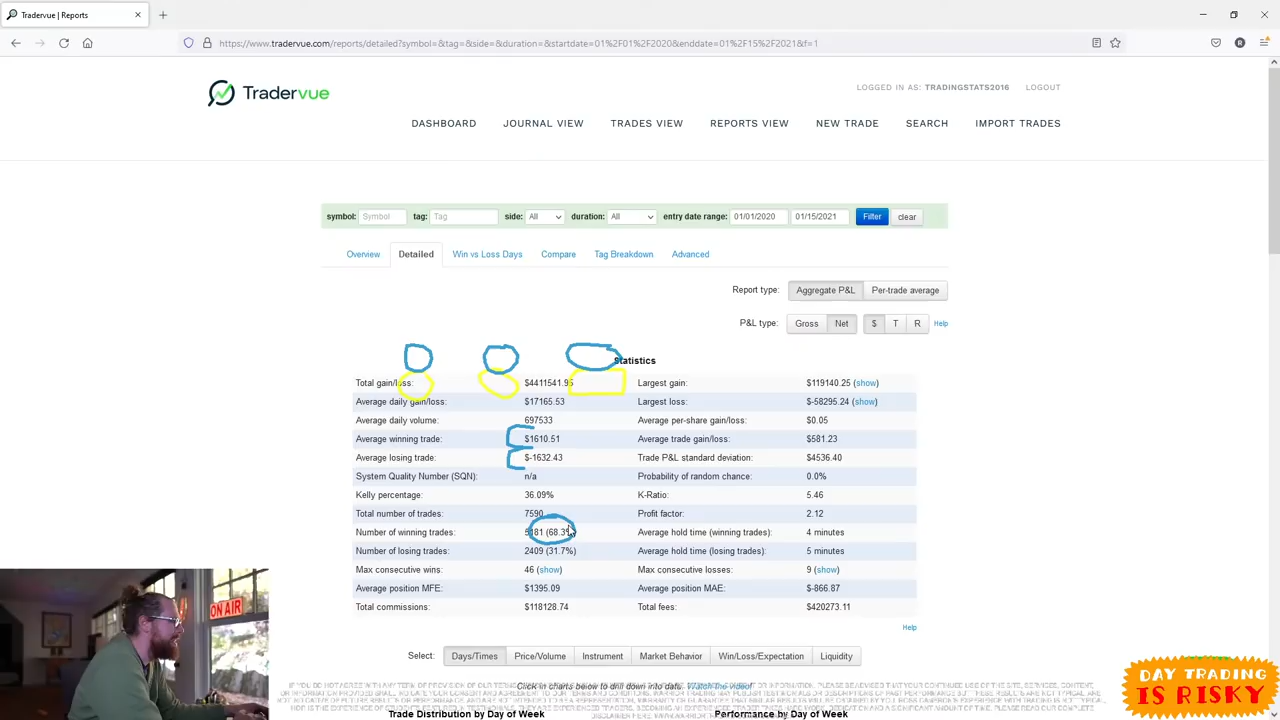 Tradervue | Reports
https://www.tradervue.com/reports/detailed?symbol=&tag=&side=&duration=&startdate=01%2F01%2F2020&enddate=01%2F15%2F2021&f=1
Tradervue
LOGGED IN AS: TRADINGSTATS2016 LOGOUT
DASHBOARD JOURNAL VIEW TRADES VIEW REPORTS VIEW NEW TRADE SEARCH IMPORT TRADES
symbol: Symbol tag: Tag side: All duration: All entry date range: 01/01/2020 01/15/2021 Filter clear
Overview Detailed Win vs Loss Days Compare Tag Breakdown Advanced
Report type: Aggregate P&L Per-trade average
P&L type: Gross Net $ T R Help
Statistics
Total gain/loss: $4411541.95 Largest gain: $119140.25 (show)
Average daily gain/loss: $17165.53 Largest loss: $-58295.24 (show)
Average daily volume: 697533 Average per-share gain/loss: $0.05
Average winning trade: $1610.51 Average trade gain/loss: $581.23
Average losing trade: $-1632.43 Trade P&L standard deviation: $4536.40
System Quality Number (SQN): n/a Probability of random chance: 0.0%
Kelly percentage: 36.09% K-Ratio: 5.46
Total number of trades: 7590 Profit factor: 2.12
Number of winning trades: 5181 (68.3%) Average hold time (winning trades): 4 minutes
Number of losing trades: 2409 (31.7%) Average hold time (losing trades): 5 minutes
Max consecutive wins: 46 (show) Max consecutive losses: 9 (show)
Average position MFE: $1395.09 Average position MAE: $-866.87
Total commissions: $118128.74 Total fees: $420273.11
Help
Select: Days/Times Price/Volume Instrument Market Behavior Win/Loss/Expectation Liquidity
Click in charts below to drill down into data. Watch the video!
Trade Distribution by Day of Week Performance by Day of Week
ON AIR
DAY TRADING
IS RISKY